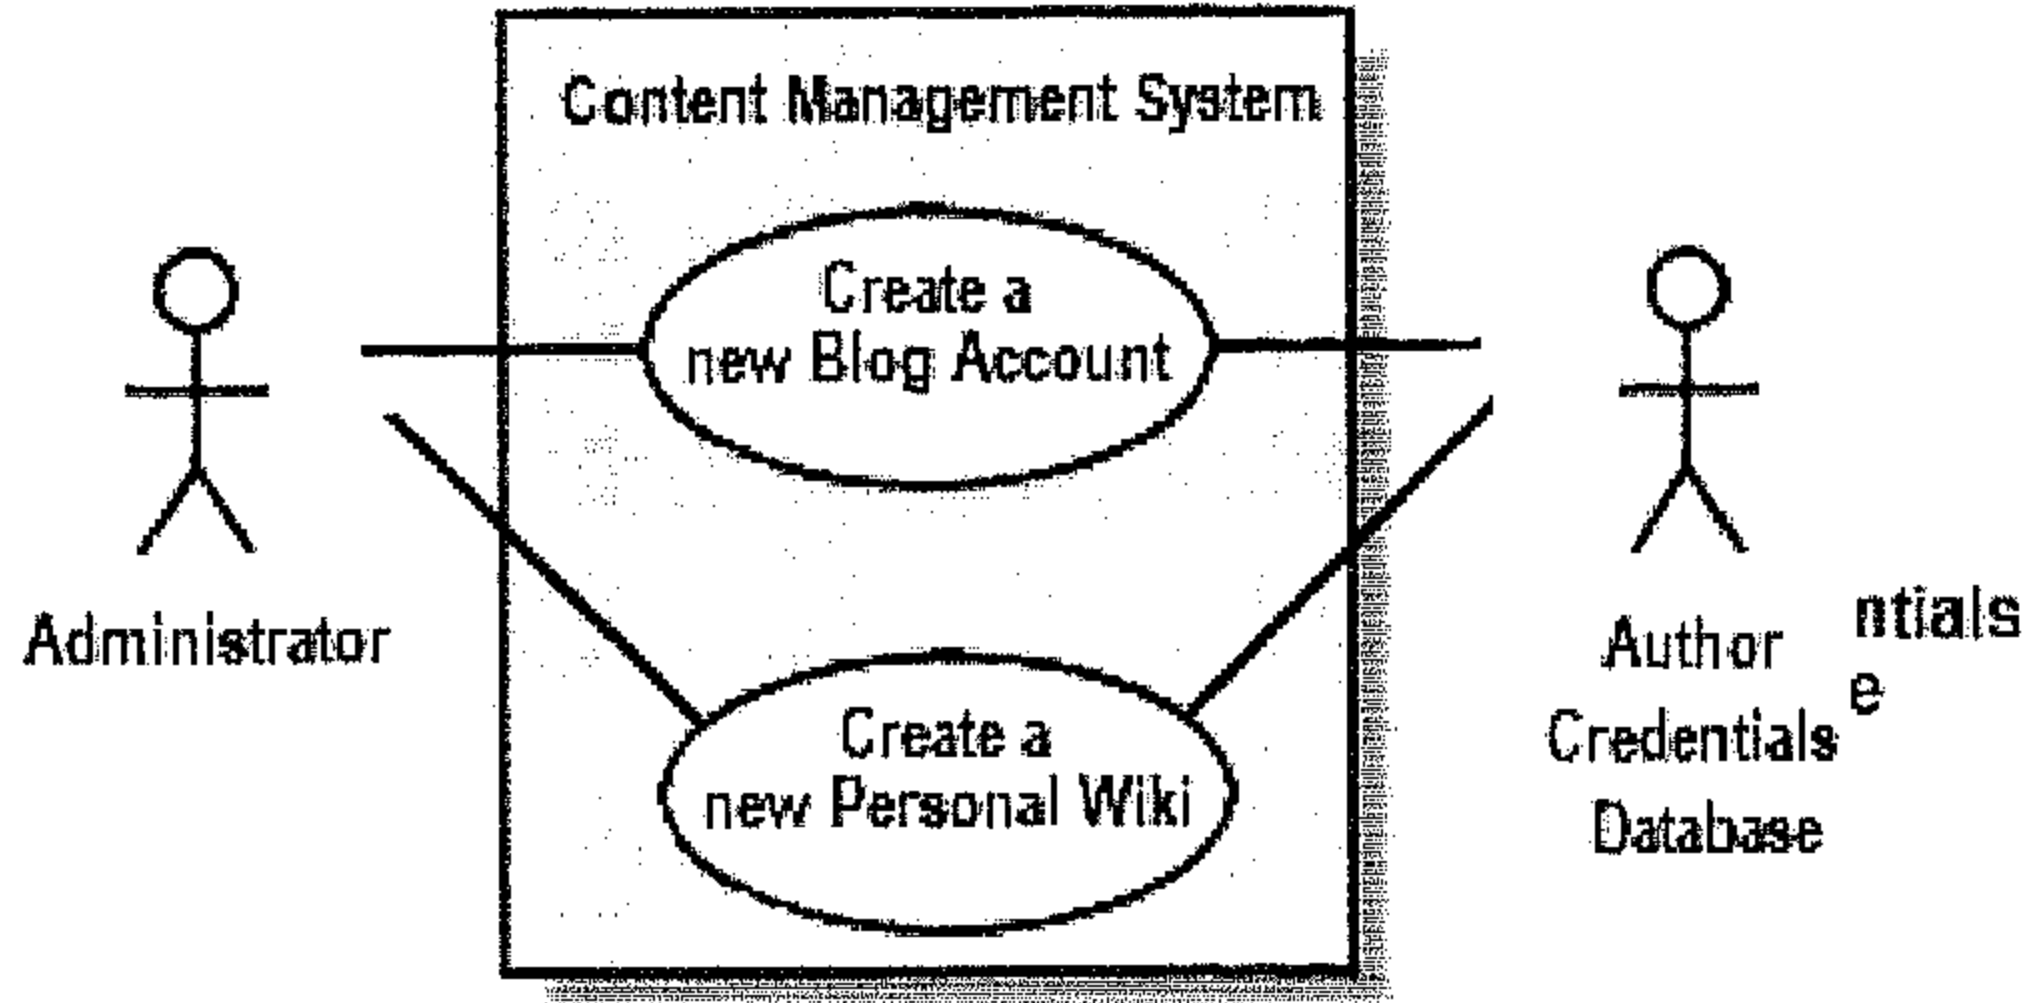 Content Management System
Create a
new Blog Account
Administrator
Create a
new Personal Wiki
Author
Credentials
Database
ntials
e